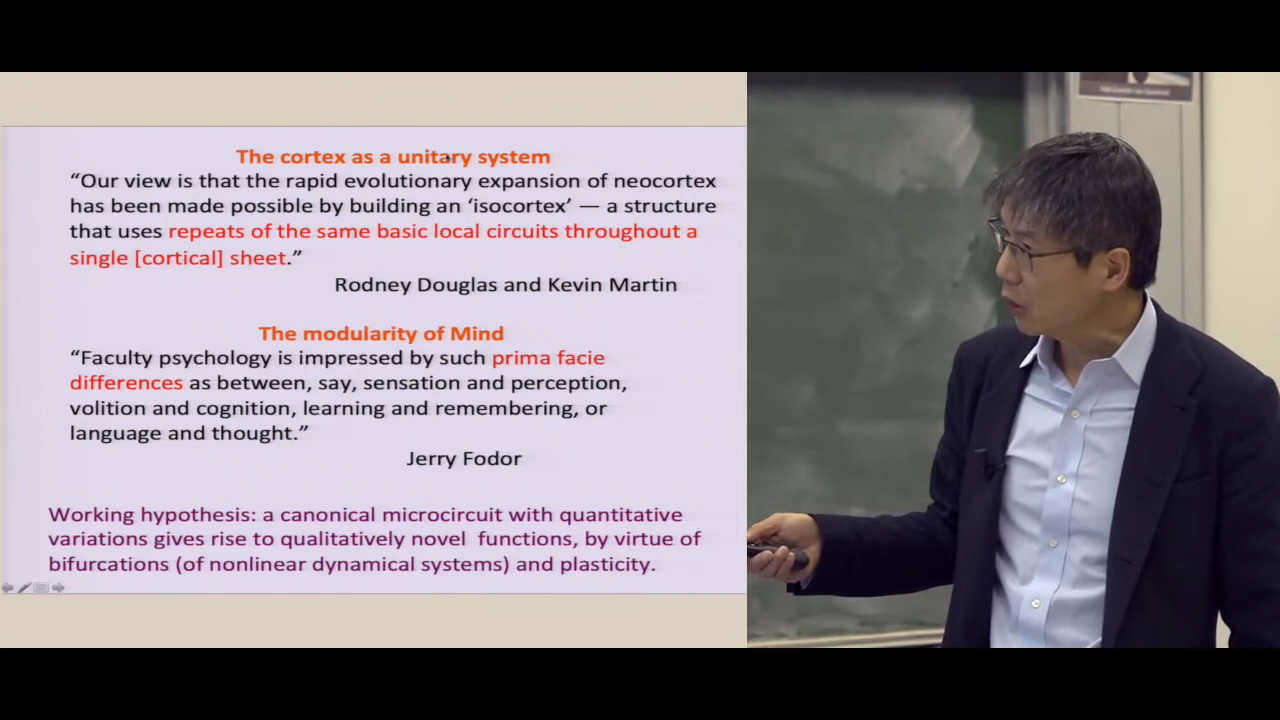 The cortex as a unitary system
“Our view is that the rapid evolutionary expansion of neocortex
has been made possible by building an ‘isocortex’ — a structure
that uses repeats of the same basic local circuits throughout a
single [cortical] sheet.”
Rodney Douglas and Kevin Martin
The modularity of Mind
“Faculty psychology is impressed by such prima facie
differences as between, say, sensation and perception,
volition and cognition, learning and remembering, or
language and thought.”
Jerry Fodor
Working hypothesis: a canonical microcircuit with quantitative
variations gives rise to qualitatively novel functions, by virtue of
bifurcations (of nonlinear dynamical systems) and plasticity.